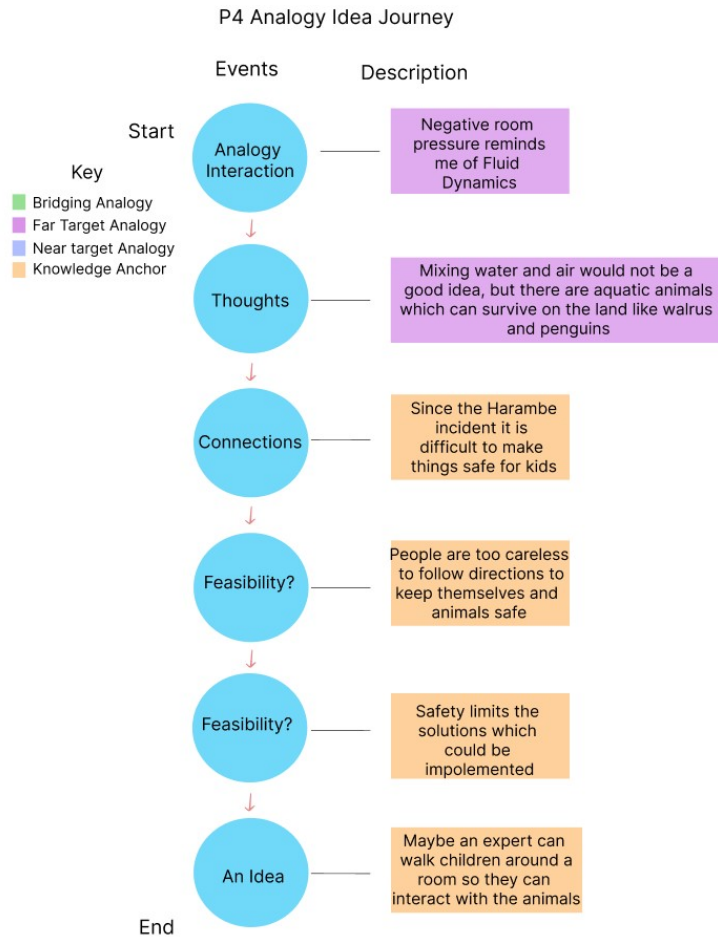 P4 Analogy Idea Journey
Events
Description
Start
Analogy
Interaction
Negative room
pressure reminds
me of Fluid
Dynamics
Key
Bridging Analogy
Far Target Analogy
Near target Analogy
Knowledge Anchor
Thoughts
Mixing water and air would not be a
good idea, but there are aquatic animals
which can survive on the land like walrus
and penguins
Connections
Since the Harambe
incident it is
difficult to make
things safe for kids
Feasibility?
People are too careless
to follow directions to
keep themselves and
animals safe
Feasibility?
Safety limits the
solutions which
could be
impolemented
An Idea
Maybe an expert can
walk children around a
room so they can
interact with the animals
End